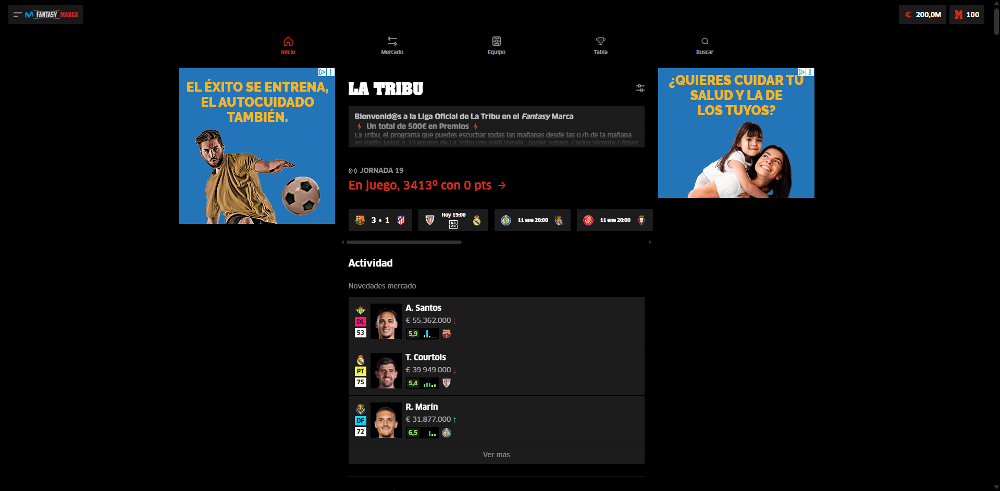 FANTASY MARCA
€ 200,0M
M 100
Inicio
Mercado
Equipo
Tabla
Buscar
EL ÉXITO SE ENTRENA,
EL AUTOCUIDADO
TAMBIÉN.
LA TRIBU
Bienvenid@s a la Liga Oficial de La Tribu en el Fantasy Marca
Un total de 500€ en Premios
La Tribu, el programa que puedes escuchar todas las mañanas desde las 07h de la mañana
en Radio MARCA. El equipo de La Tribu con Raúl Varela, Javier Amaro, Carlos Vicente Gómez
¿QUIERES CUIDAR TU
SALUD Y LA DE
LOS TUYOS?
JORNADA 19
En juego, 3413º con 0 pts →
3 • 1
Hoy 19:00
DAZN
11 ene 20:00
11 ene 20:00
Actividad
Novedades mercado
A. Santos
DL
€ 55.362.000 ↓
53
5,9
T. Courtois
PT
€ 39.949.000 ↓
75
5,4
R. Marín
DF
€ 31.877.000 ↑
72
6,5
Ver más